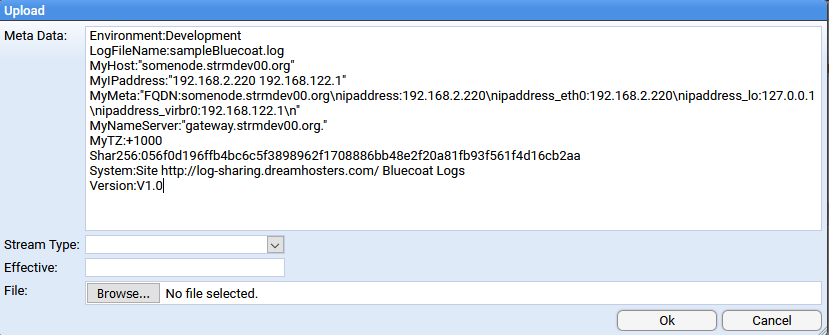 Upload
Meta Data:
Environment:Development
LogFileName:sampleBluecoat.log
MyHost:"somenode.strmdev00.org"
MyIPaddress:"192.168.2.220 192.168.122.1"
MyMeta:"FQDN:somenode.strmdev00.org\nipaddress:192.168.2.220\nipaddress_eth0:192.168.2.220\nipaddress_lo:127.0.0.1
\nipaddress_virbr0:192.168.122.1\n"
MyNameServer:"gateway.strmdev00.org."
MyTZ:+1000
Shar256:056f0d196ffb4bc6c5f3898962f1708886bb48e2f20a81fb93f561f4d16cb2aa
System:Site http://log-sharing.dreamhosters.com/ Bluecoat Logs
Version:V1.0
Stream Type:
Effective:
File: Browse... No file selected.
Ok Cancel